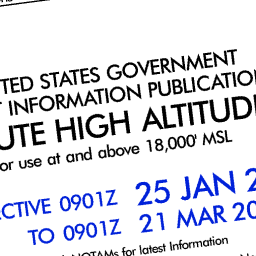 TED STATES GOVERNMENT
INFORMATION PUBLICATIO
UTE HIGH ALTITUD
or use at and above 18,000' MSL
CTIVE 0901Z 25 JAN 2
TO 0901Z 21 MAR 20
NOTAMs for latest Information